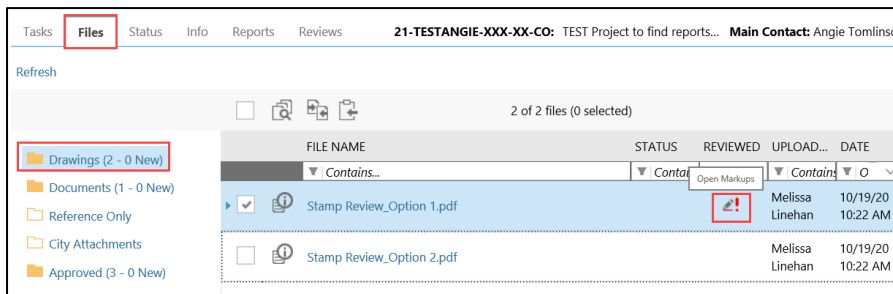 Tasks Files Status Info Reports Reviews 21-TESTANGIE-XXX-XX-CO: TEST Project to find reports... Main Contact: Angie Tomlinso
Refresh
2 of 2 files (0 selected)
FILE NAME STATUS REVIEWED UPLOAD... DATE
Drawings (2 - 0 New)
Contains... Contai Open Markups Contains O
Documents (1 - 0 New)
Stamp Review_Option 1.pdf Melissa Linehan 10/19/20 10:22 AM
Reference Only
City Attachments
Stamp Review_Option 2.pdf Melissa Linehan 10/19/20 10:22 AM
Approved (3 - 0 New)